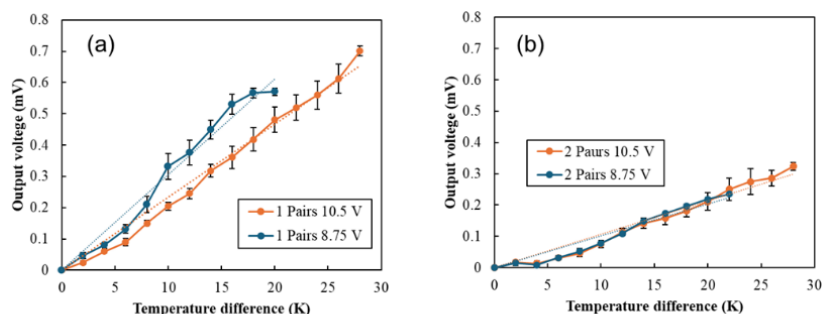 (a)
0.8
0.7
0.6
0.5
0.4
0.3
0.2
0.1
0
Output voltege (mV)
1 Pairs 10.5 V
1 Pairs 8.75 V
0 5 10 15 20 25 30
Temperature difference (K)
(b)
0.8
0.7
0.6
0.5
0.4
0.3
0.2
0.1
0
Output voltege (mV)
2 Paurs 10.5 V
2 Pairs 8.75 V
0 5 10 15 20 25 30
Temperature difference (K)